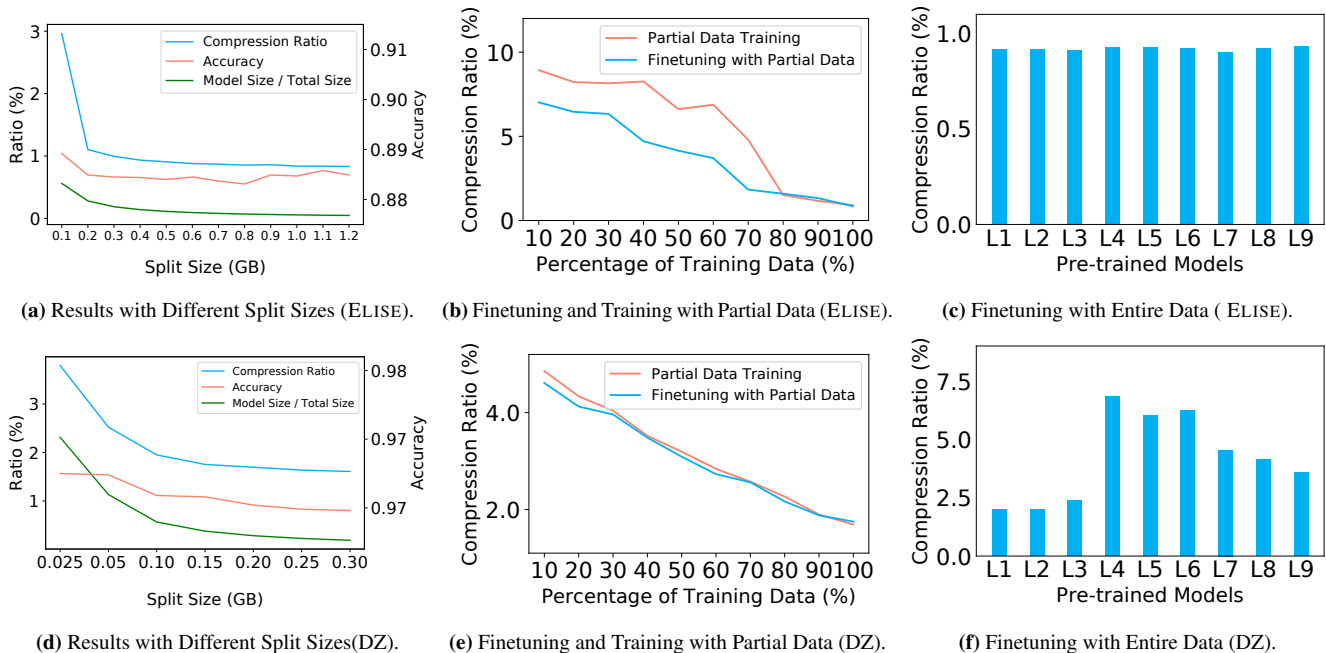 Compression Ratio
Accuracy
Model Size / Total Size
Ratio (%)
3
2
1
0
0.91
0.90
0.89
0.88
Accuracy
0.1 0.2 0.3 0.4 0.5 0.6 0.7 0.8 0.9 1.0 1.1 1.2
Split Size (GB)
(a) Results with Different Split Sizes (ELISE).
Partial Data Training
Finetuning with Partial Data
Compression Ratio (%)
10
5
0
10 20 30 40 50 60 70 80 90 100
Percentage of Training Data (%)
(b) Finetuning and Training with Partial Data (ELISE).
Compression Ratio (%)
1.0
0.5
0.0
L1 L2 L3 L4 L5 L6 L7 L8 L9
Pre-trained Models
(c) Finetuning with Entire Data ( ELISE).
Compression Ratio
Accuracy
Model Size / Total Size
Ratio (%)
3
2
1
0.98
0.97
0.97
Accuracy
0.025 0.05 0.10 0.15 0.20 0.25 0.30
Split Size (GB)
(d) Results with Different Split Sizes(DZ).
Partial Data Training
Finetuning with Partial Data
Compression Ratio (%)
4.0
2.0
10 20 30 40 50 60 70 80 90 100
Percentage of Training Data (%)
(e) Finetuning and Training with Partial Data (DZ).
Compression Ratio (%)
7.5
5.0
2.5
0.0
L1 L2 L3 L4 L5 L6 L7 L8 L9
Pre-trained Models
(f) Finetuning with Entire Data (DZ).